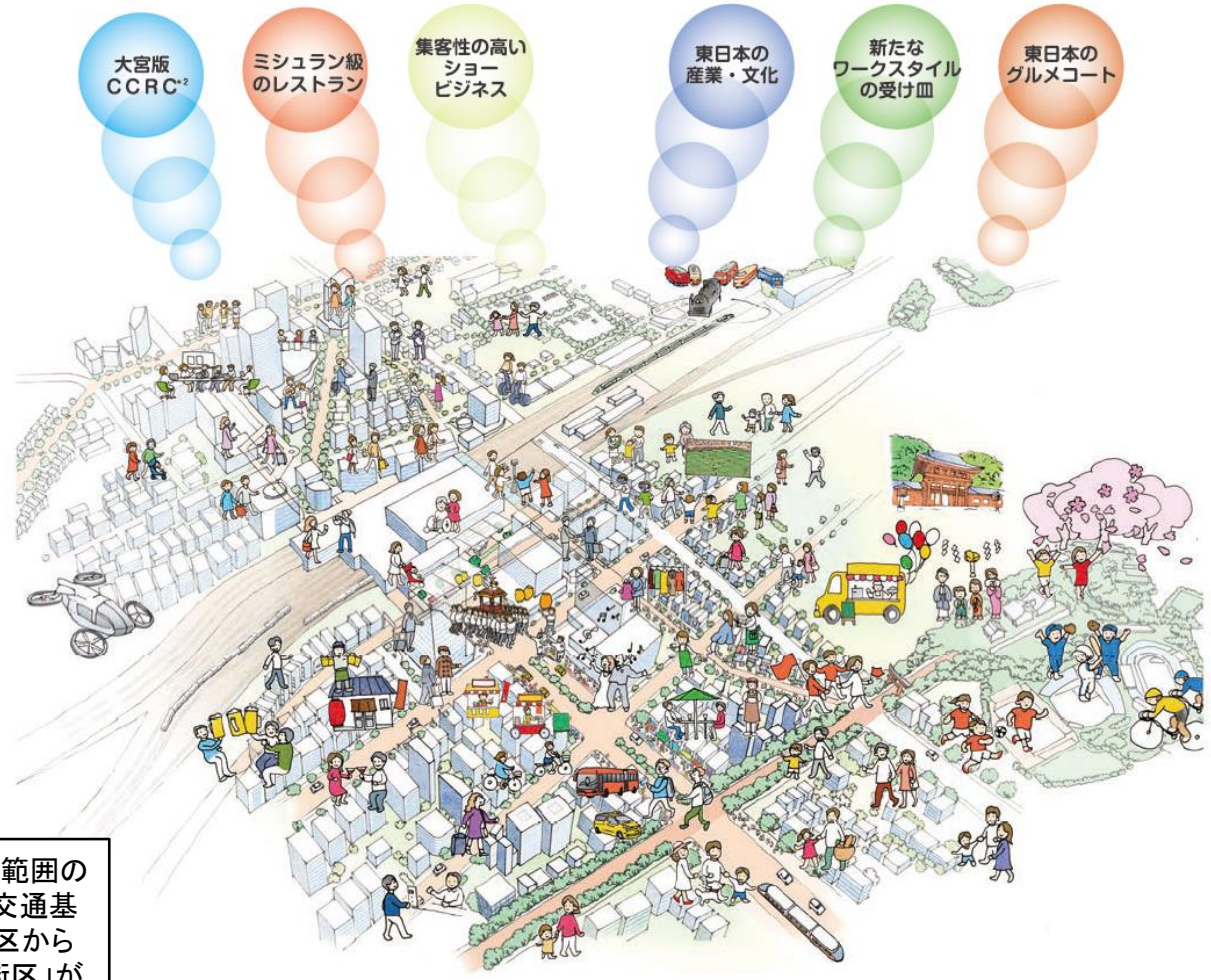 大宮版
CCRC*2
ミシュラン級
のレストラン
集客性の高い
ショー
ビジネス
東日本の
産業・文化
新たな
ワークスタイル
の受け皿
東日本の
グルメコート
範囲の
交通基
区から
街区」が